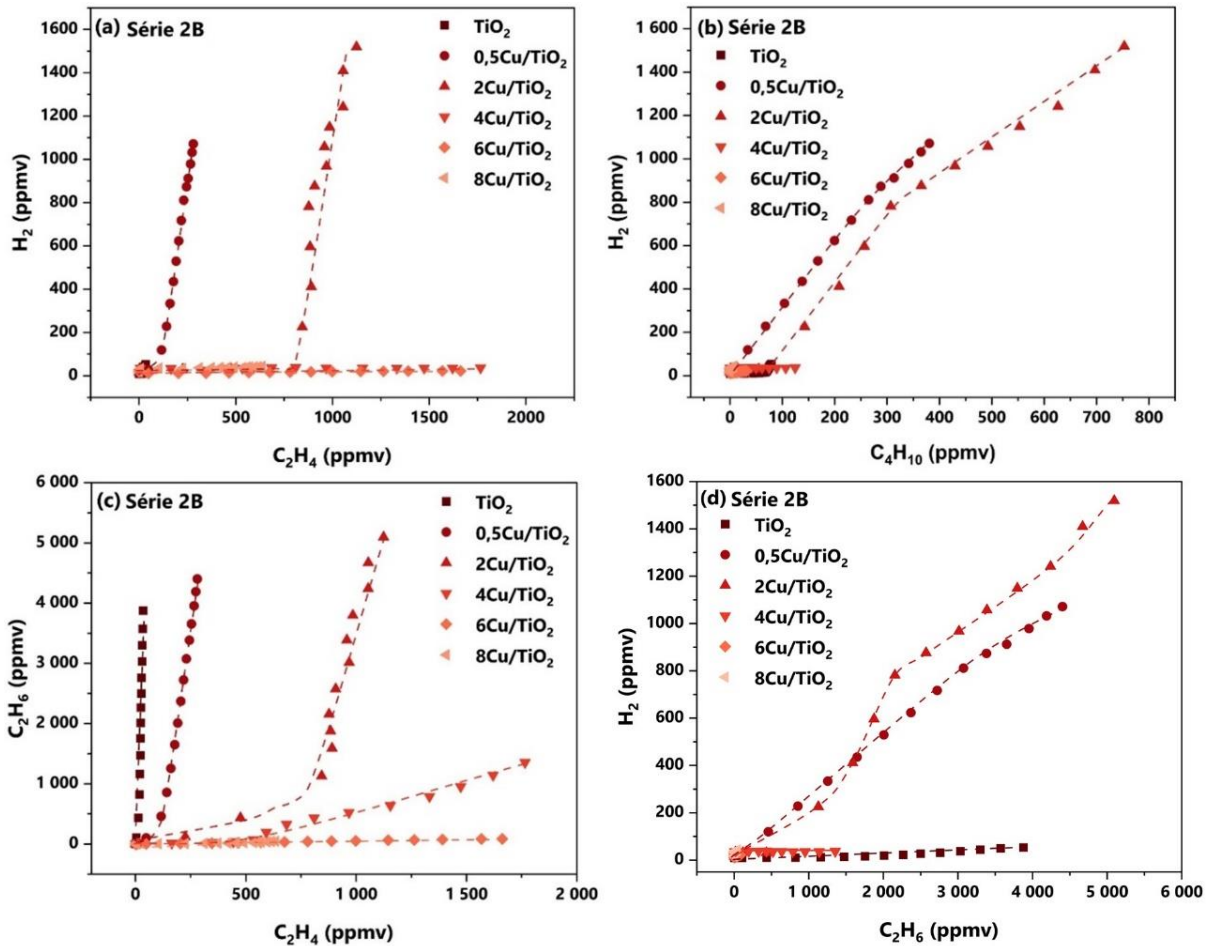 (a) Série 2B
TiO₂
0,5Cu/TiO₂
2Cu/TiO₂
4Cu/TiO₂
6Cu/TiO₂
8Cu/TiO₂
1600
1400
1200
1000
800
600
400
200
0
H₂ (ppmv)
0 500 1000 1500 2000
C₂H₄ (ppmv)
(b) Série 2B
TiO₂
0,5Cu/TiO₂
2Cu/TiO₂
4Cu/TiO₂
6Cu/TiO₂
8Cu/TiO₂
1 600
1 400
1 200
1 000
800
600
400
200
0
H₂ (ppmv)
0 100 200 300 400 500 600 700 800
C₄H₁₀ (ppmv)
(c) Série 2B
TiO₂
0,5Cu/TiO₂
2Cu/TiO₂
4Cu/TiO₂
6Cu/TiO₂
8Cu/TiO₂
6 000
5 000
4 000
3 000
2 000
1 000
0
C₂H₆ (ppmv)
0 500 1 000 1 500 2 000
C₂H₄ (ppmv)
(d) Série 2B
TiO₂
0,5Cu/TiO₂
2Cu/TiO₂
4Cu/TiO₂
6Cu/TiO₂
8Cu/TiO₂
1600
1400
1200
1000
800
600
400
200
0
H₂ (ppmv)
0 1 000 2 000 3 000 4 000 5 000 6 000
C₂H₆ (ppmv)